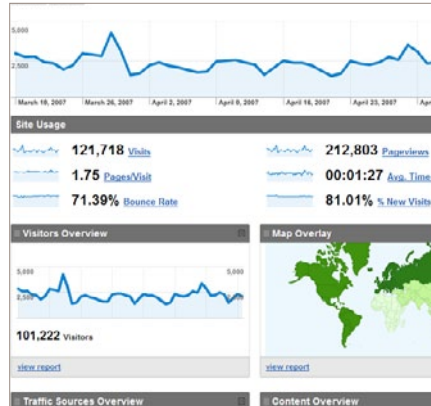 5,000
2,500
March 19, 2007 March 26, 2007 April 2, 2007 April 9, 2007 April 16, 2007 April 23, 2007 Apr
Site Usage
121,718 Visits 212,803 Pageviews
1.75 Pages/Visit 00:01:27 Avg. Time
71.39% Bounce Rate 81.01% % New Visits
Visitors Overview Map Overlay
5,000 5,000
2,500 2,500
101,222 Visitors
view report view report
Traffic Sources Overview Content Overview